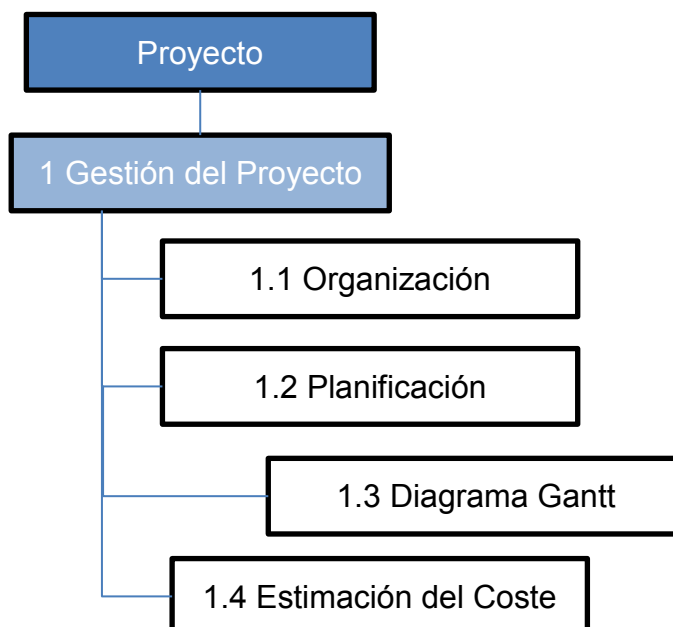 Proyecto
1 Gestión del Proyecto
1.1 Organización
1.2 Planificación
1.3 Diagrama Gantt
1.4 Estimación del Coste